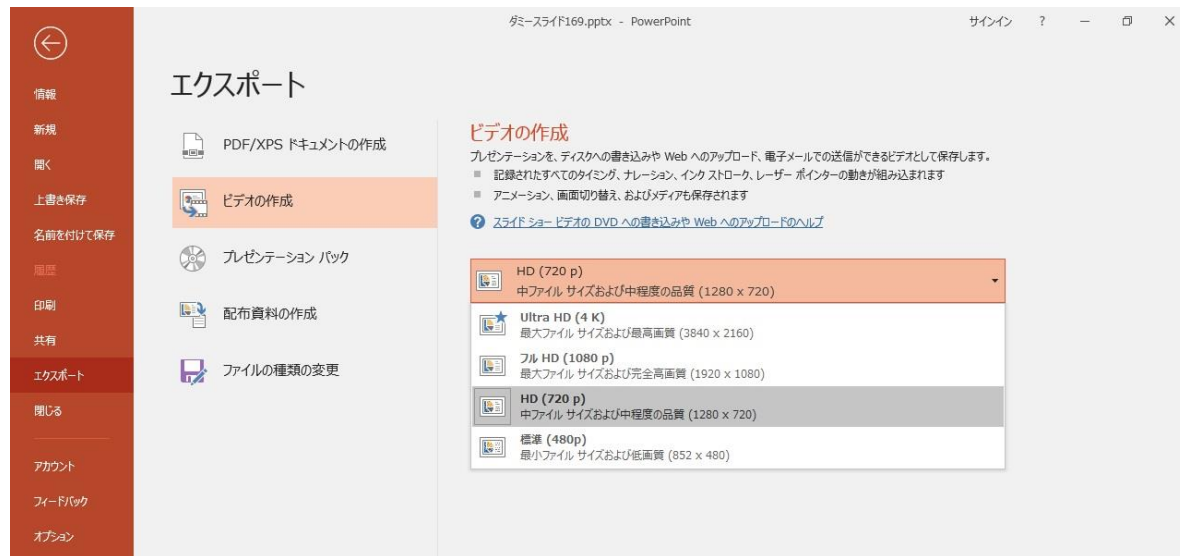 ダミースライド169.pptx - PowerPoint
サインイン
?
情報
新規
開く
上書き保存
名前を付けて保存
履歴
印刷
共有
エクスポート
閉じる
アカウント
フィードバック
オプション
エクスポート
PDF/XPS ドキュメントの作成
ビデオの作成
プレゼンテーション パック
配布資料の作成
ファイルの種類の変更
ビデオの作成
プレゼンテーションを、ディスクへの書き込みや Web へのアップロード、電子メールでの送信ができるビデオとして保存します。
記録されたすべてのタイミング、ナレーション、インク ストローク、レーザー ポインターの動きが組み込まれます
アニメーション、画面切り替え、およびメディアも保存されます
スライド ショー ビデオの DVD への書き込みや Web へのアップロードのヘルプ
HD (720 p)
中ファイル サイズおよび中程度の品質 (1280 x 720)
Ultra HD (4 K)
最大ファイル サイズおよび最高画質 (3840 x 2160)
フル HD (1080 p)
最大ファイル サイズおよび完全高画質 (1920 x 1080)
HD (720 p)
中ファイル サイズおよび中程度の品質 (1280 x 720)
標準 (480p)
最小ファイル サイズおよび低画質 (852 x 480)